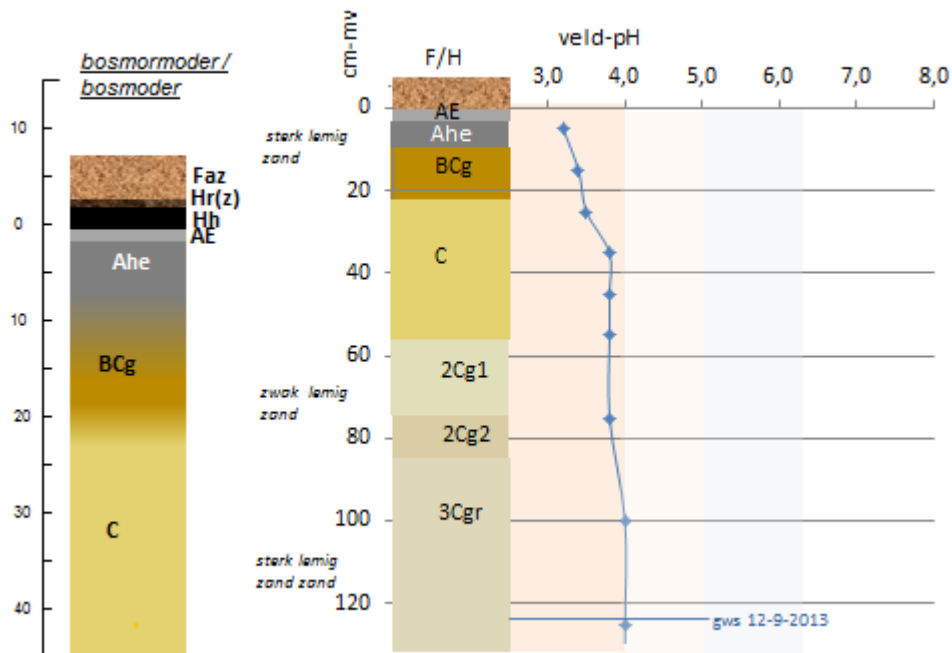 bosmormoder /
bosmoder
10
0
10
20
30
40
Faz
Hr(z)
Hh
AE
Ahe
BCg
C
sterk lemig
zand
zwak lemig
zand
sterk lemig
zand zand
cm-mv
F/H
veld-pH
3,0 4,0 5,0 6,0 7,0 8,0
0
20
40
60
80
100
120
AE
Ahe
BCg
C
2Cg1
2Cg2
3Cgr
gws 12-9-2013